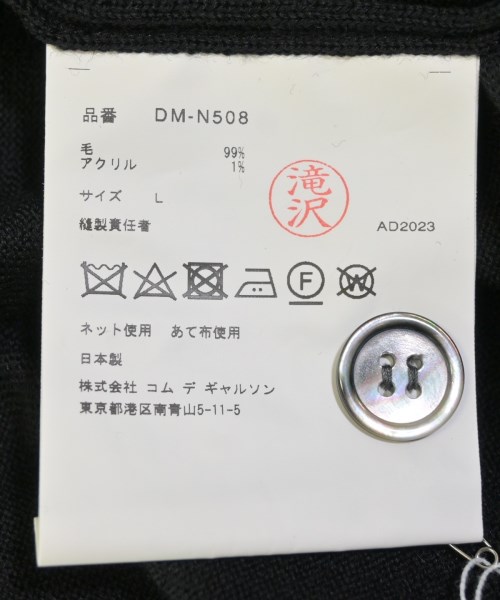 品番 DM-N508
毛 99%
アクリル 1%
サイズ L
縫製責任者 滝沢 AD2023
F W
ネット使用 あて布使用
日本製
株式会社 コム デ ギャルソン
東京都港区南青山5-11-5